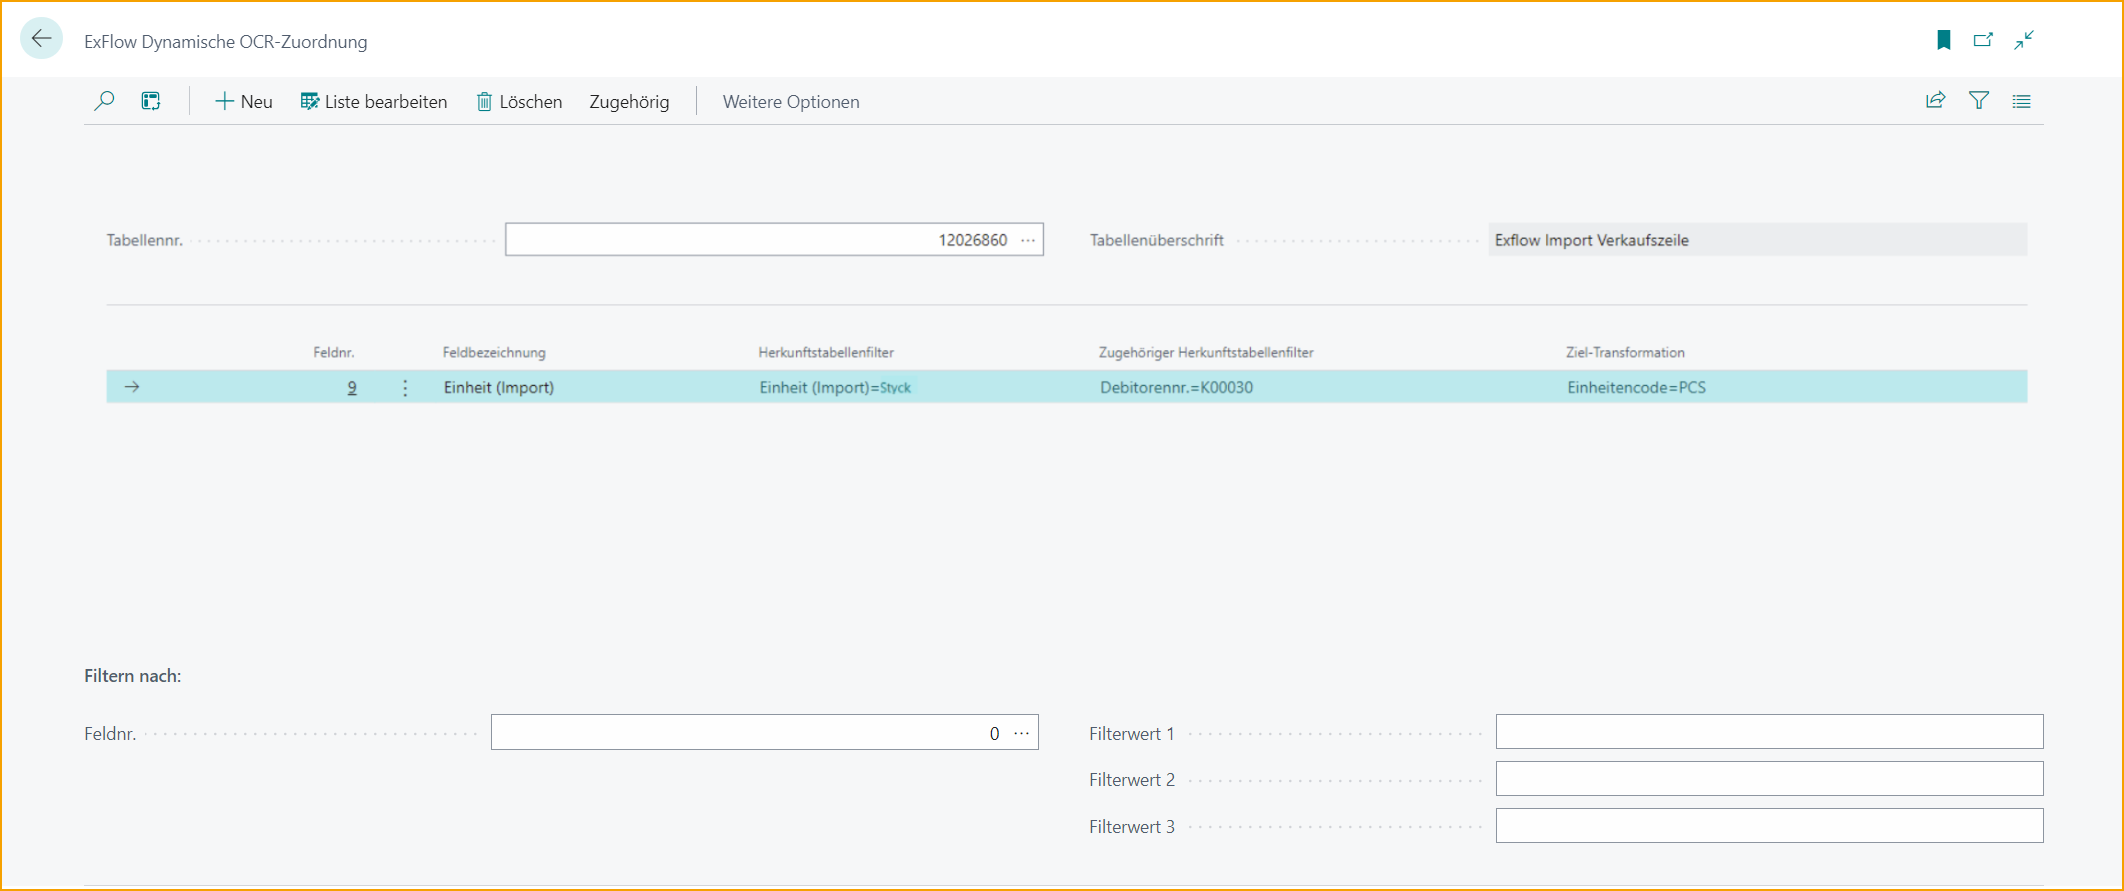 ExFlow Dynamische OCR-Zuordnung
Neu Liste bearbeiten Löschen Zugehörig Weitere Optionen
Tabellennr. 12026860 Tabellenüberschrift Exflow Import Verkaufszeile
Feldnr. Feldbezeichnung Herkunftstabellenfilter Zugehöriger Herkunftstabellenfilter Ziel-Transformation
9 Einheit (Import) Einheit (Import)=Styck Debitorennr.=K00030 Einheitencode=PCS
Filtern nach:
Feldnr. 0 Filterwert 1
Filterwert 2
Filterwert 3